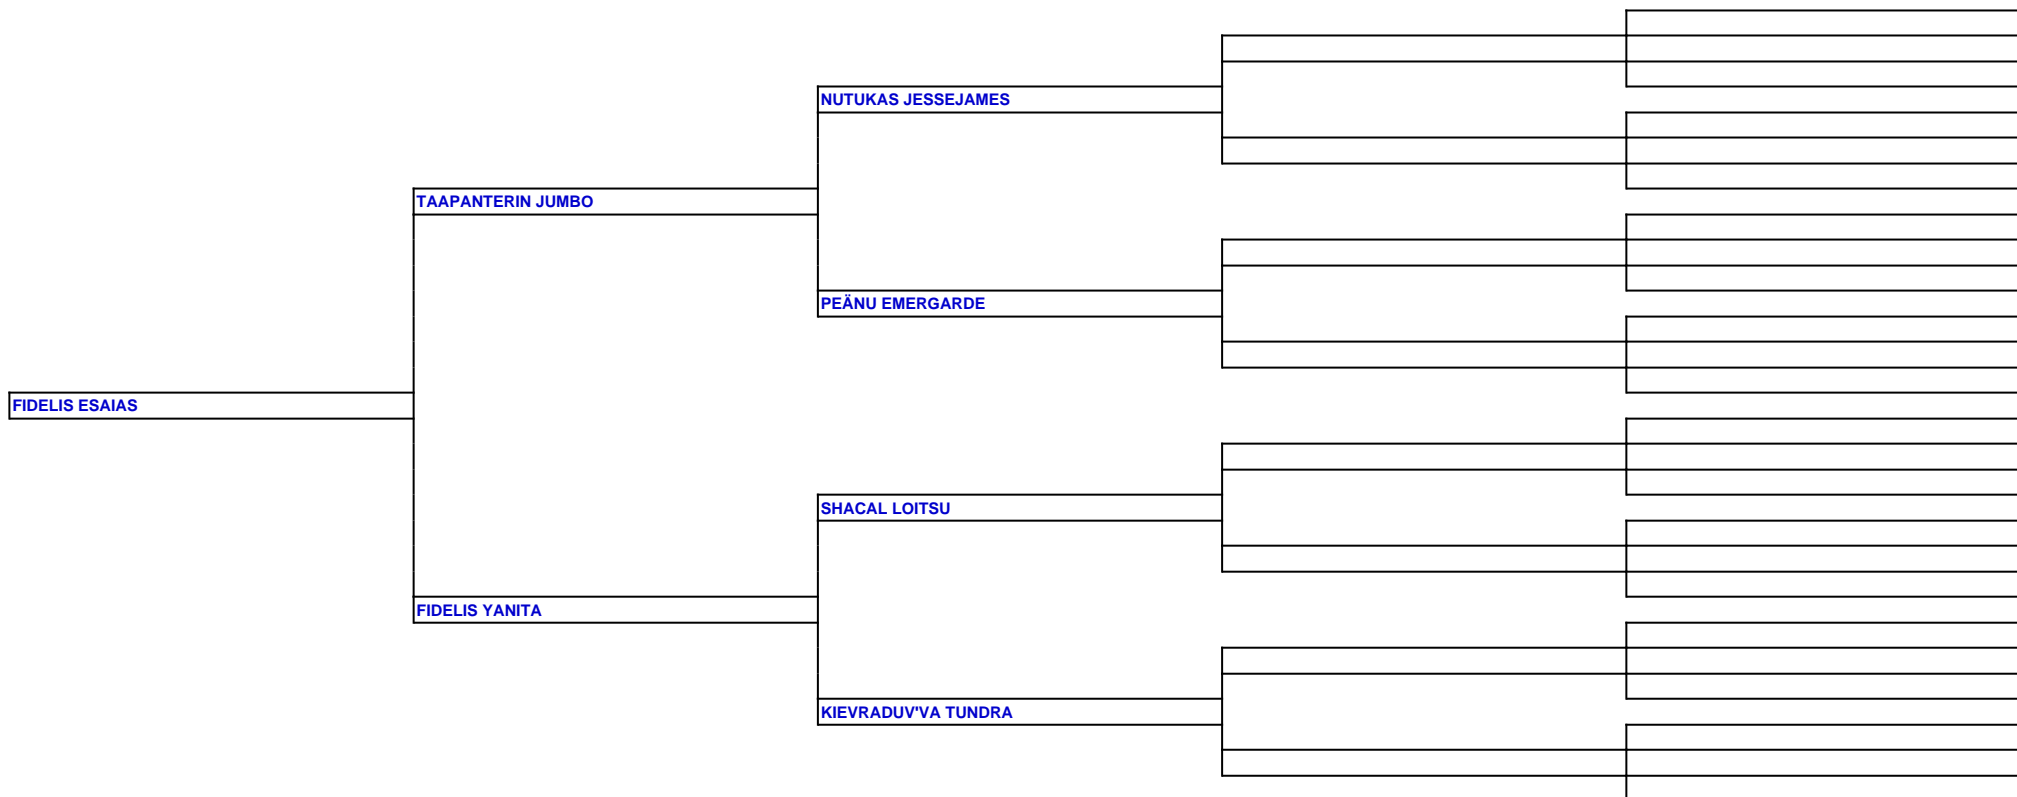 NUTUKAS JESSEJAMES
TAAPANTERIN JUMBO
PEÄNU EMERGARDE
FIDELIS ESAIAS
SHACAL LOITSU
FIDELIS YANITA
KIEVRADUV'VA TUNDRA